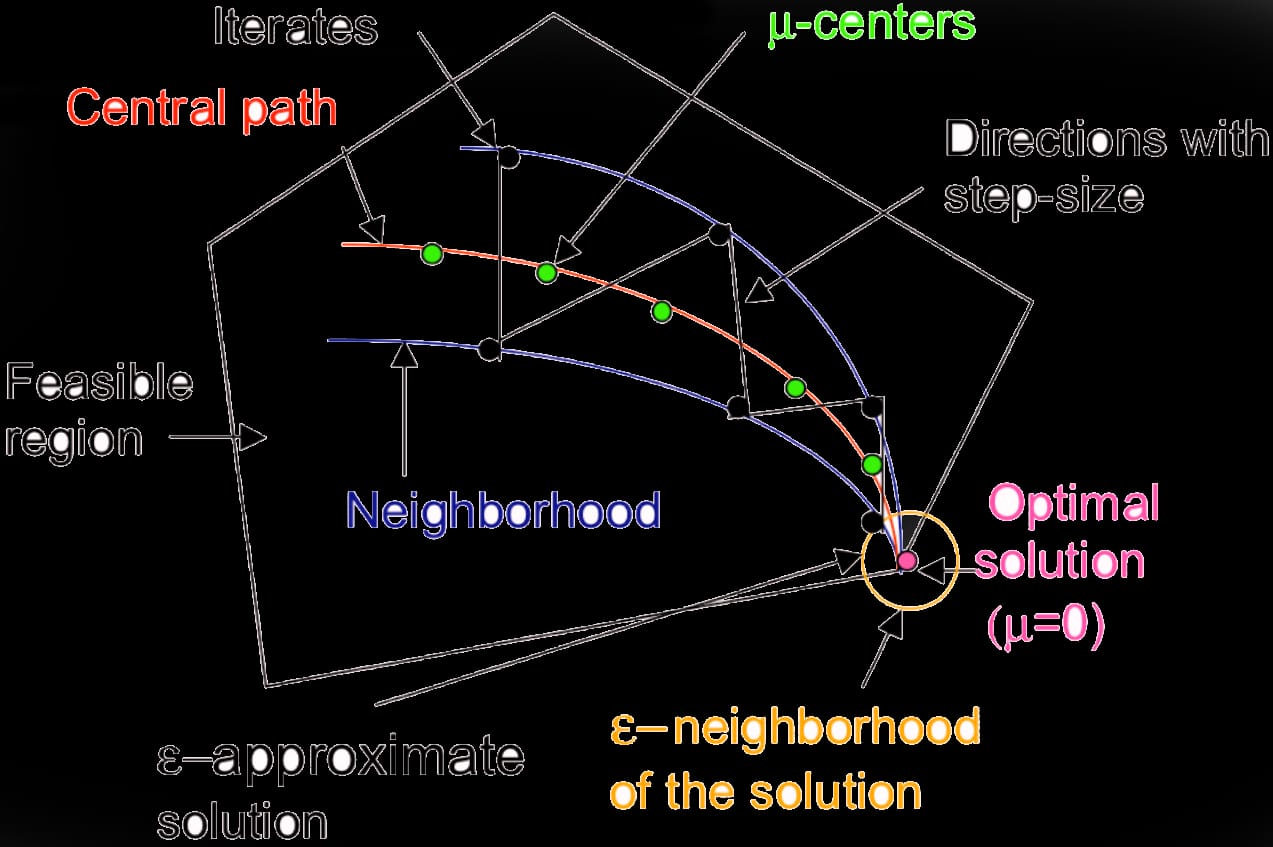 Iterates
μ-centers
Central path
Directions with
step-size
Feasible
region
Neighborhood
Optimal
solution
(μ=0)
ε–neighborhood
of the solution
ε–approximate
solution